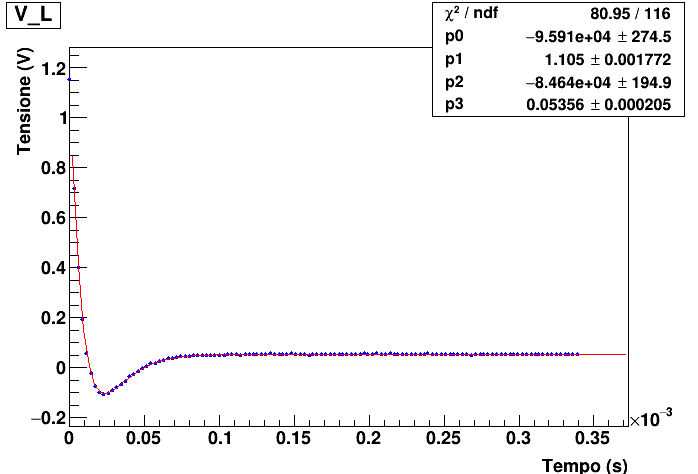 V_L
χ² / ndf 80.95 / 116
p0 −9.591e+04 ± 274.5
p1 1.105 ± 0.001772
p2 −8.464e+04 ± 194.9
p3 0.05356 ± 0.000205
Tensione (V)
1.2
1
0.8
0.6
0.4
0.2
0
−0.2
0 0.05 0.1 0.15 0.2 0.25 0.3 0.35
×10⁻³
Tempo (s)